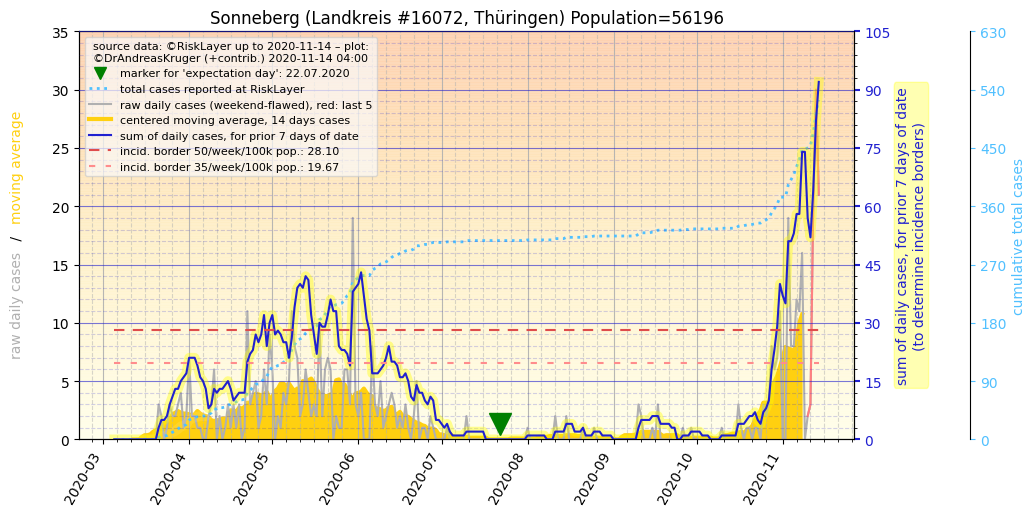 Sonneberg (Landkreis #16072, Thüringen) Population=56196
source data: ©RiskLayer up to 2020-11-14 – plot:
©DrAndreasKruger (+contrib.) 2020-11-14 04:00
marker for 'expectation day': 22.07.2020
total cases reported at RiskLayer
raw daily cases (weekend-flawed), red: last 5
centered moving average, 14 days cases
sum of daily cases, for prior 7 days of date
incid. border 50/week/100k pop.: 28.10
incid. border 35/week/100k pop.: 19.67
raw daily cases / moving average
35
30
25
20
15
10
5
0
2020-03
2020-04
2020-05
2020-06
2020-07
2020-08
2020-09
2020-10
2020-11
105
90
75
60
45
30
15
0
sum of daily cases, for prior 7 days of date
(to determine incidence borders)
630
540
450
360
270
180
90
0
cumulative total cases